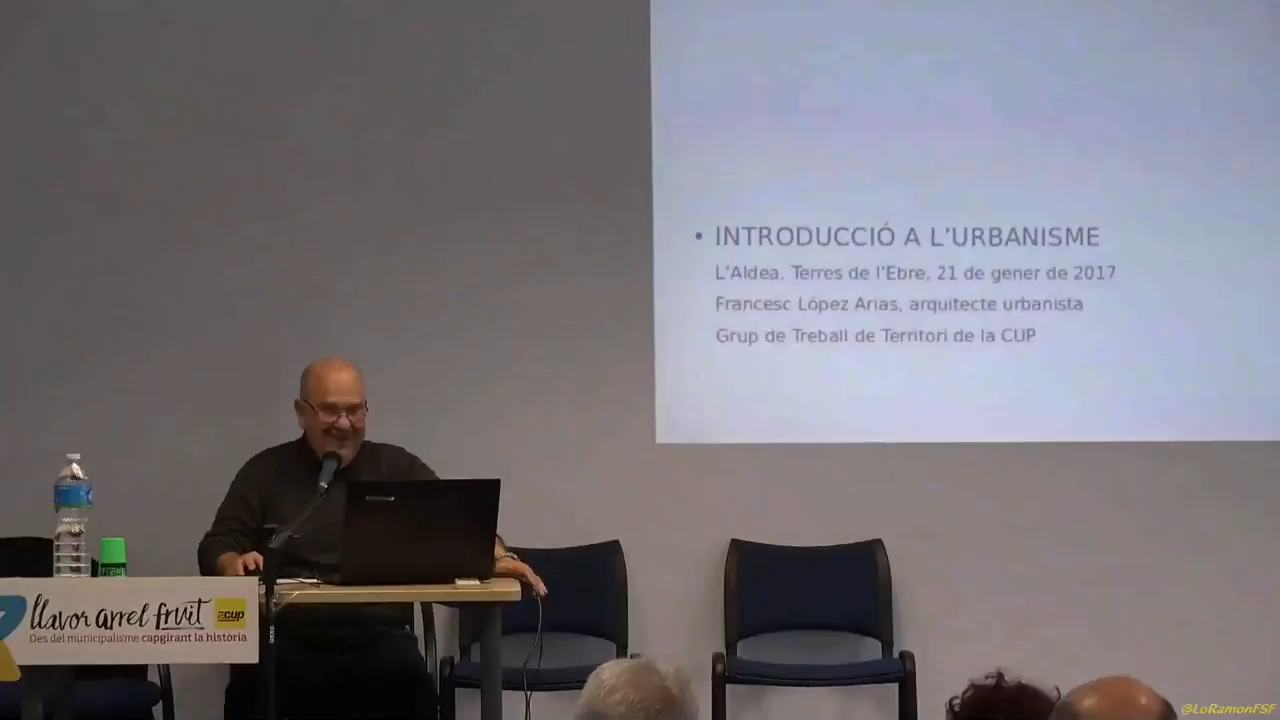 • INTRODUCCIÓ A L'URBANISME
L'Aldea. Terres de l'Ebre, 21 de gener de 2017
Francesc López Arias, arquitecte urbanista
Grup de Treball de Territori de la CUP
llavor arrel fruit
cup
Des del municipalisme capgirant la història
@LoRamonFSF